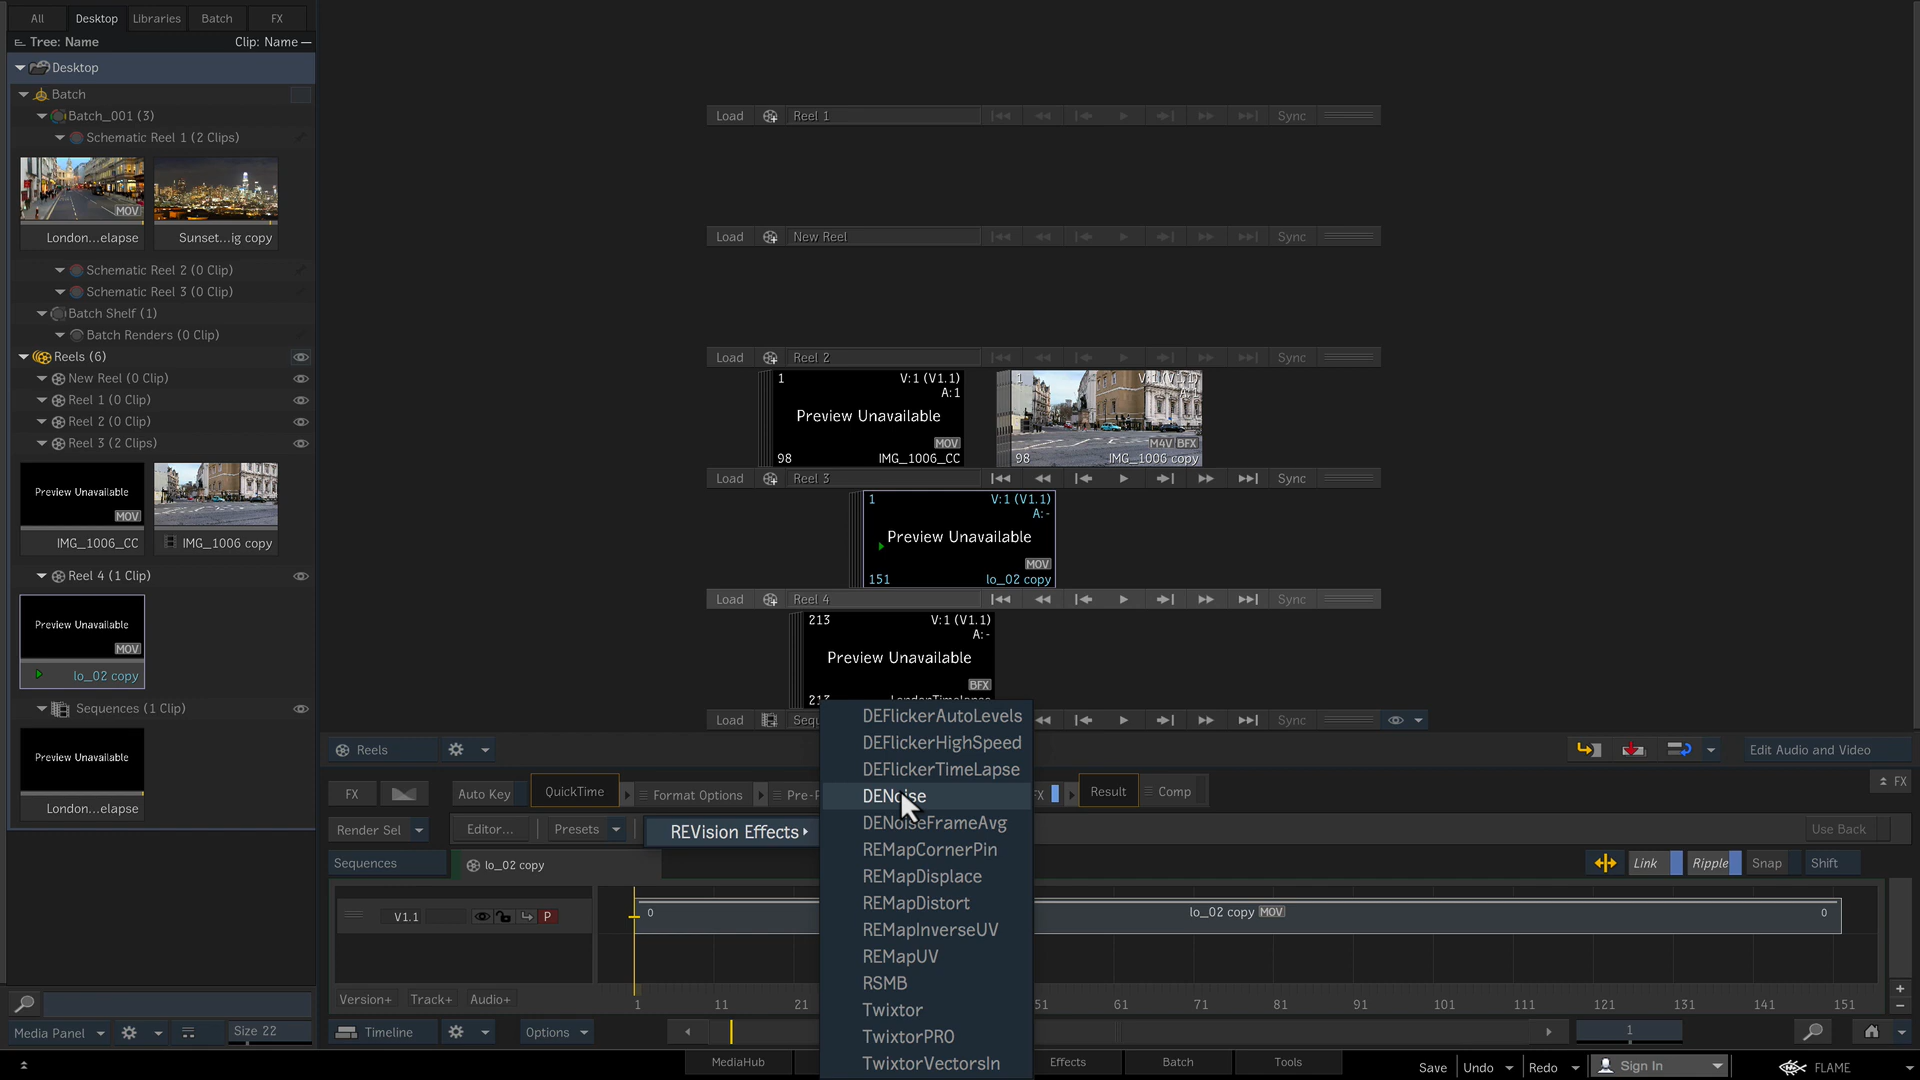 All Desktop Libraries Batch FX
Tree: Name Clip: Name
Desktop
Batch
Batch_001 (3)
Schematic Reel 1 (2 Clips)
MOV
London...elapse Sunset...ig copy
Schematic Reel 2 (0 Clip)
Schematic Reel 3 (0 Clip)
Batch Shelf (1)
Batch Renders (0 Clip)
Reels (6)
New Reel (0 Clip)
Reel 1 (0 Clip)
Reel 2 (0 Clip)
Reel 3 (2 Clips)
Preview Unavailable
MOV
IMG_1006_CC IMG_1006 copy
Reel 4 (1 Clip)
Preview Unavailable
MOV
lo_02 copy
Sequences (1 Clip)
Preview Unavailable
London...elapse
Media Panel Size 22
Load Reel 1 Sync
Load New Reel Sync
Load Reel 2 Sync
1 V:1 (V1.1)
A:1
Preview Unavailable
MOV
98 IMG_1006_CC
1 V:1 (V1.1)
A:1
M4V BFX
98 IMG_1006 copy
Load Reel 3 Sync
1 V:1 (V1.1)
A:-
Preview Unavailable
MOV
151 lo_02 copy
Load Reel 4 Sync
213 V:1 (V1.1)
A:-
Preview Unavailable
BFX
213 LondonTimelapse
Load Sequ Sync
Reels Edit Audio and Video
FX Auto Key QuickTime Format Options Pre-P FX Result Comp FX
Render Sel Editor... Presets REVision Effects Use Back
DEFlickerAutoLevels
DEFlickerHighSpeed
DEFlickerTimeLapse
DENoise
DENoiseFrameAvg
REMapCornerPin
REMapDisplace
REMapDistort
REMapInverseUV
REMapUV
RSMB
Twixtor
TwixtorPRO
TwixtorVectorsIn
Sequences lo_02 copy Link Ripple Snap Shift
V1.1 P 0 lo_02 copy MOV 0
Version+ Track+ Audio+ 1 11 21 51 61 71 81 91 101 111 121 131 141 151
Timeline Options 1
MediaHub Effects Batch Tools Save Undo Redo Sign In FLAME